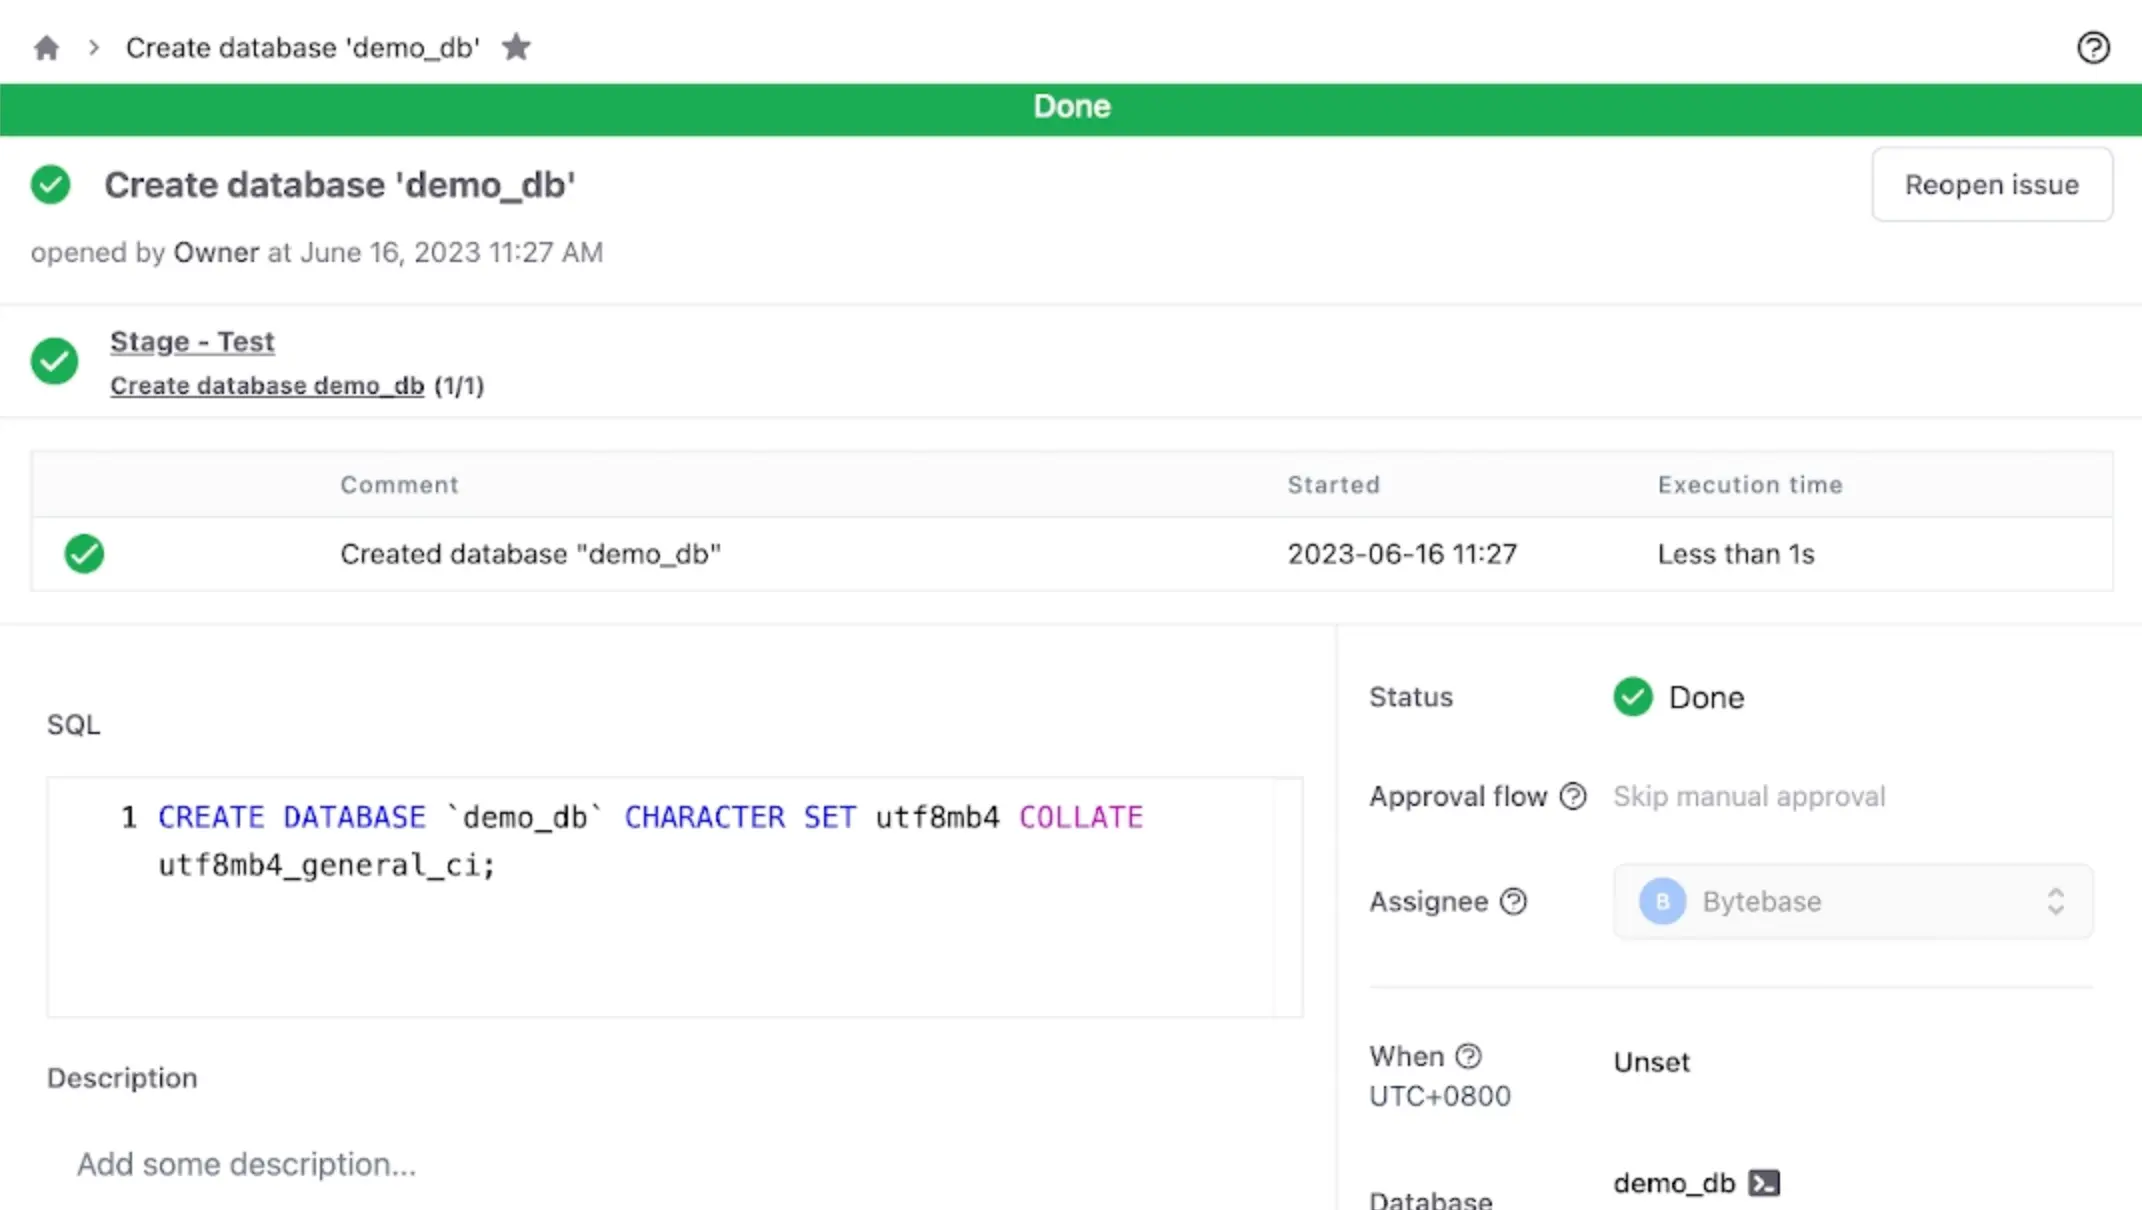 Create database 'demo_db'
Done
Create database 'demo_db'
Reopen issue
opened by Owner at June 16, 2023 11:27 AM
Stage - Test
Create database demo_db (1/1)
Comment Started Execution time
Created database "demo_db" 2023-06-16 11:27 Less than 1s
SQL
1 CREATE DATABASE `demo_db` CHARACTER SET utf8mb4 COLLATE
utf8mb4_general_ci;
Description
Add some description...
Status Done
Approval flow Skip manual approval
Assignee B Bytebase
When Unset
UTC+0800
Database demo_db